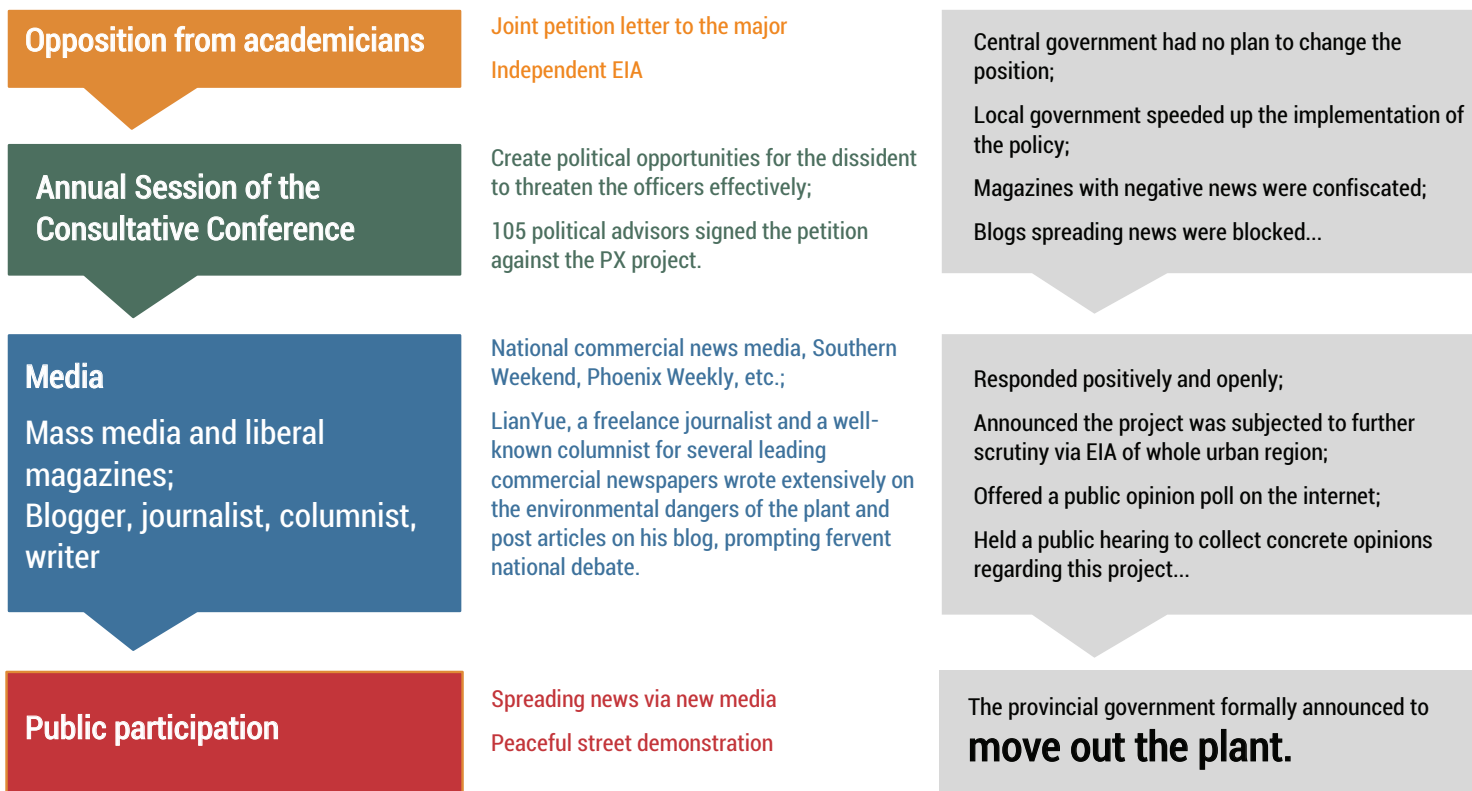 Opposition from academicians
Joint petition letter to the major
Independent EIA
Annual Session of the
Consultative Conference
Create political opportunities for the dissident
to threaten the officers effectively;
105 political advisors signed the petition
against the PX project.
Media
Mass media and liberal
magazines;
Blogger, journalist, columnist,
writer
National commercial news media, Southern
Weekend, Phoenix Weekly, etc.;
LianYue, a freelance journalist and a well-
known columnist for several leading
commercial newspapers wrote extensively on
the environmental dangers of the plant and
post articles on his blog, prompting fervent
national debate.
Public participation
Spreading news via new media
Peaceful street demonstration
Central government had no plan to change the
position;
Local government speeded up the implementation of
the policy;
Magazines with negative news were confiscated;
Blogs spreading news were blocked...
Responded positively and openly;
Announced the project was subjected to further
scrutiny via EIA of whole urban region;
Offered a public opinion poll on the internet;
Held a public hearing to collect concrete opinions
regarding this project...
The provincial government formally announced to
move out the plant.